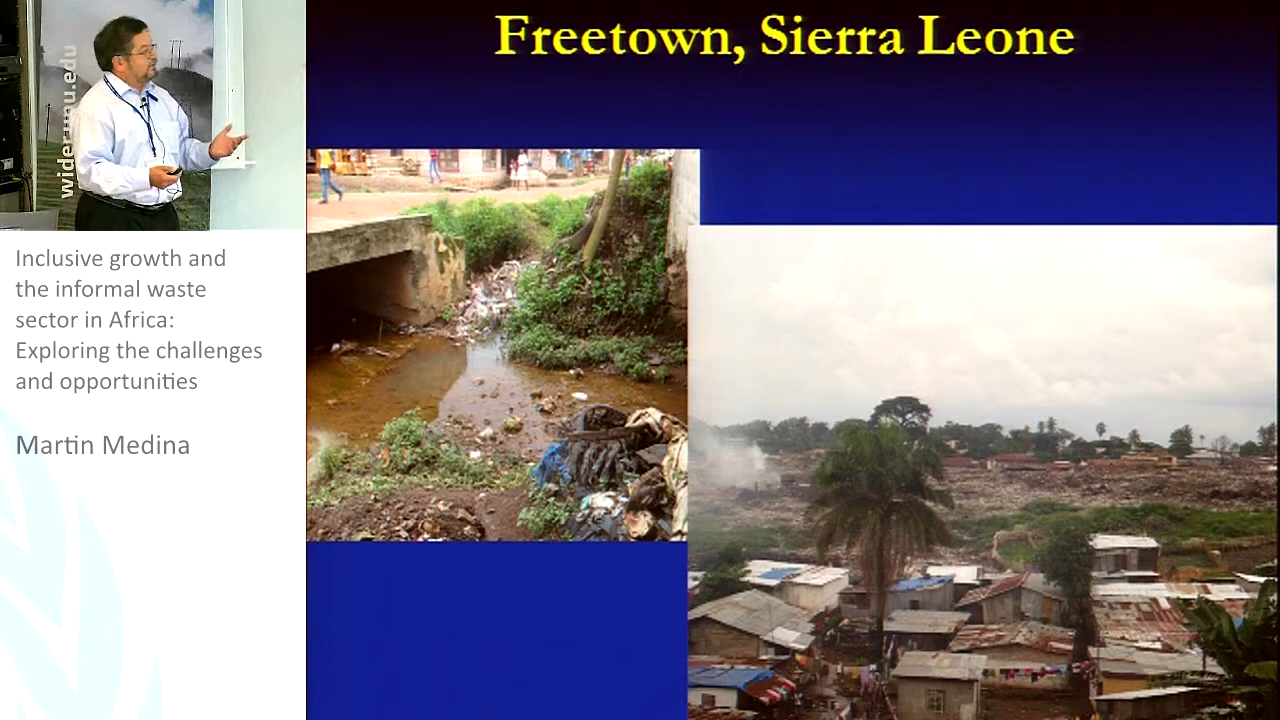 Freetown, Sierra Leone
wider.unu.edu
Inclusive growth and
the informal waste
sector in Africa:
Exploring the challenges
and opportunities
Martin Medina